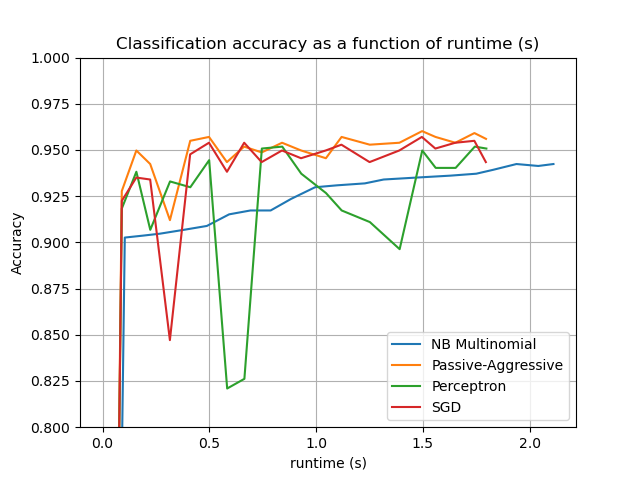 Classification accuracy as a function of runtime (s)
1.000
0.975
0.950
0.925
0.900
0.875
0.850
0.825
0.800
Accuracy
NB Multinomial
Passive-Aggressive
Perceptron
SGD
0.0 0.5 1.0 1.5 2.0
runtime (s)